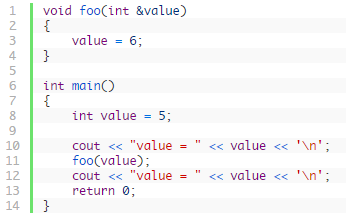 1 void foo(int &value)
2 {
3     value = 6;
4 }
5
6 int main()
7 {
8     int value = 5;
9
10     cout << "value = " << value << '\n';
11     foo(value);
12     cout << "value = " << value << '\n';
13     return 0;
14 }